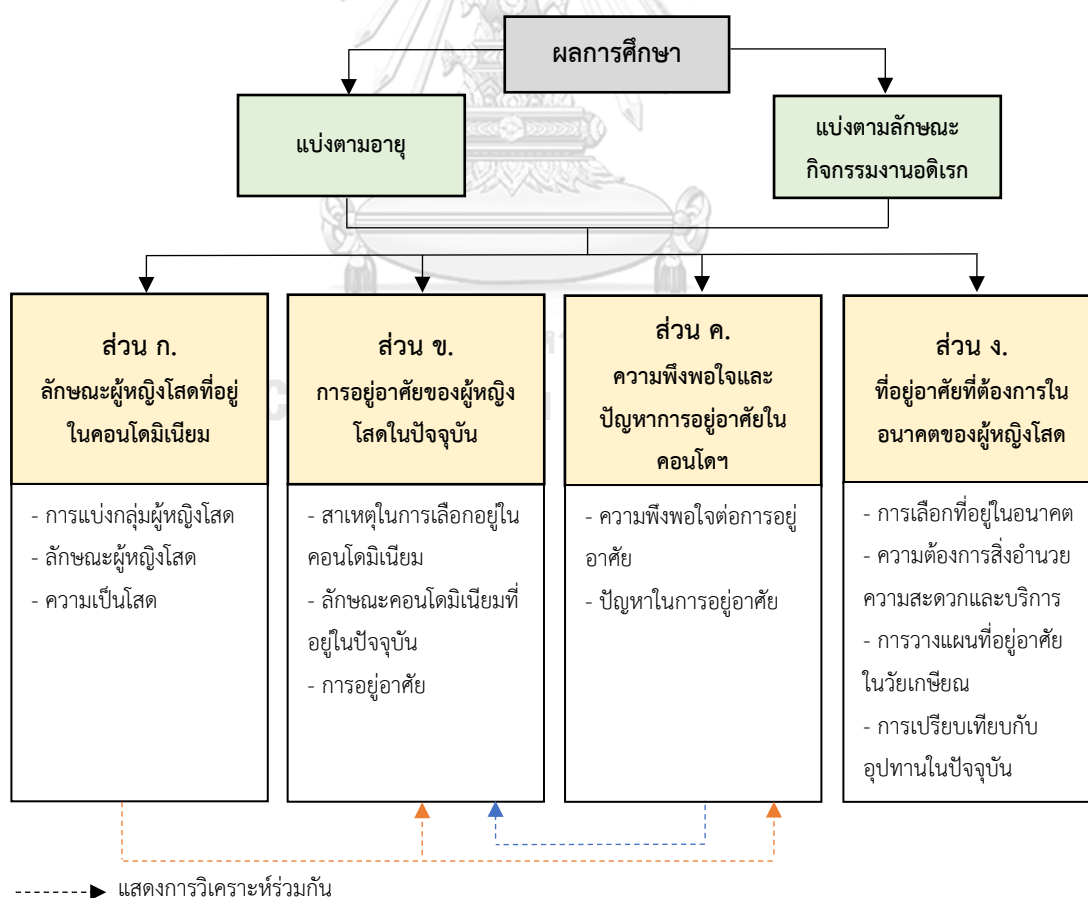 ผลการศึกษา
แบ่งตามอายุ
แบ่งตามลักษณะ
กิจกรรมงานอดิเรก
ส่วน ก.
ลักษณะผู้หญิงโสดที่อยู่
ในคอนโดมิเนียม
- การแบ่งกลุ่มผู้หญิงโสด
- ลักษณะผู้หญิงโสด
- ความเป็นโสด
ส่วน ข.
การอยู่อาศัยของผู้หญิง
โสดในปัจจุบัน
- สาเหตุในการเลือกอยู่ใน
คอนโดมิเนียม
- ลักษณะคอนโดมิเนียมที่
อยู่ในปัจจุบัน
- การอยู่อาศัย
ส่วน ค.
ความพึงพอใจและ
ปัญหาการอยู่อาศัยใน
คอนโดฯ
- ความพึงพอใจต่อการอยู่
อาศัย
- ปัญหาในการอยู่อาศัย
ส่วน ง.
ที่อยู่อาศัยที่ต้องการใน
อนาคตของผู้หญิงโสด
- การเลือกที่อยู่ในอนาคต
- ความต้องการสิ่งอำนวย
ความสะดวกและบริการ
- การวางแผนที่อยู่อาศัย
ในวัยเกษียณ
- การเปรียบเทียบกับ
อุปทานในปัจจุบัน
แสดงการวิเคราะห์ร่วมกัน